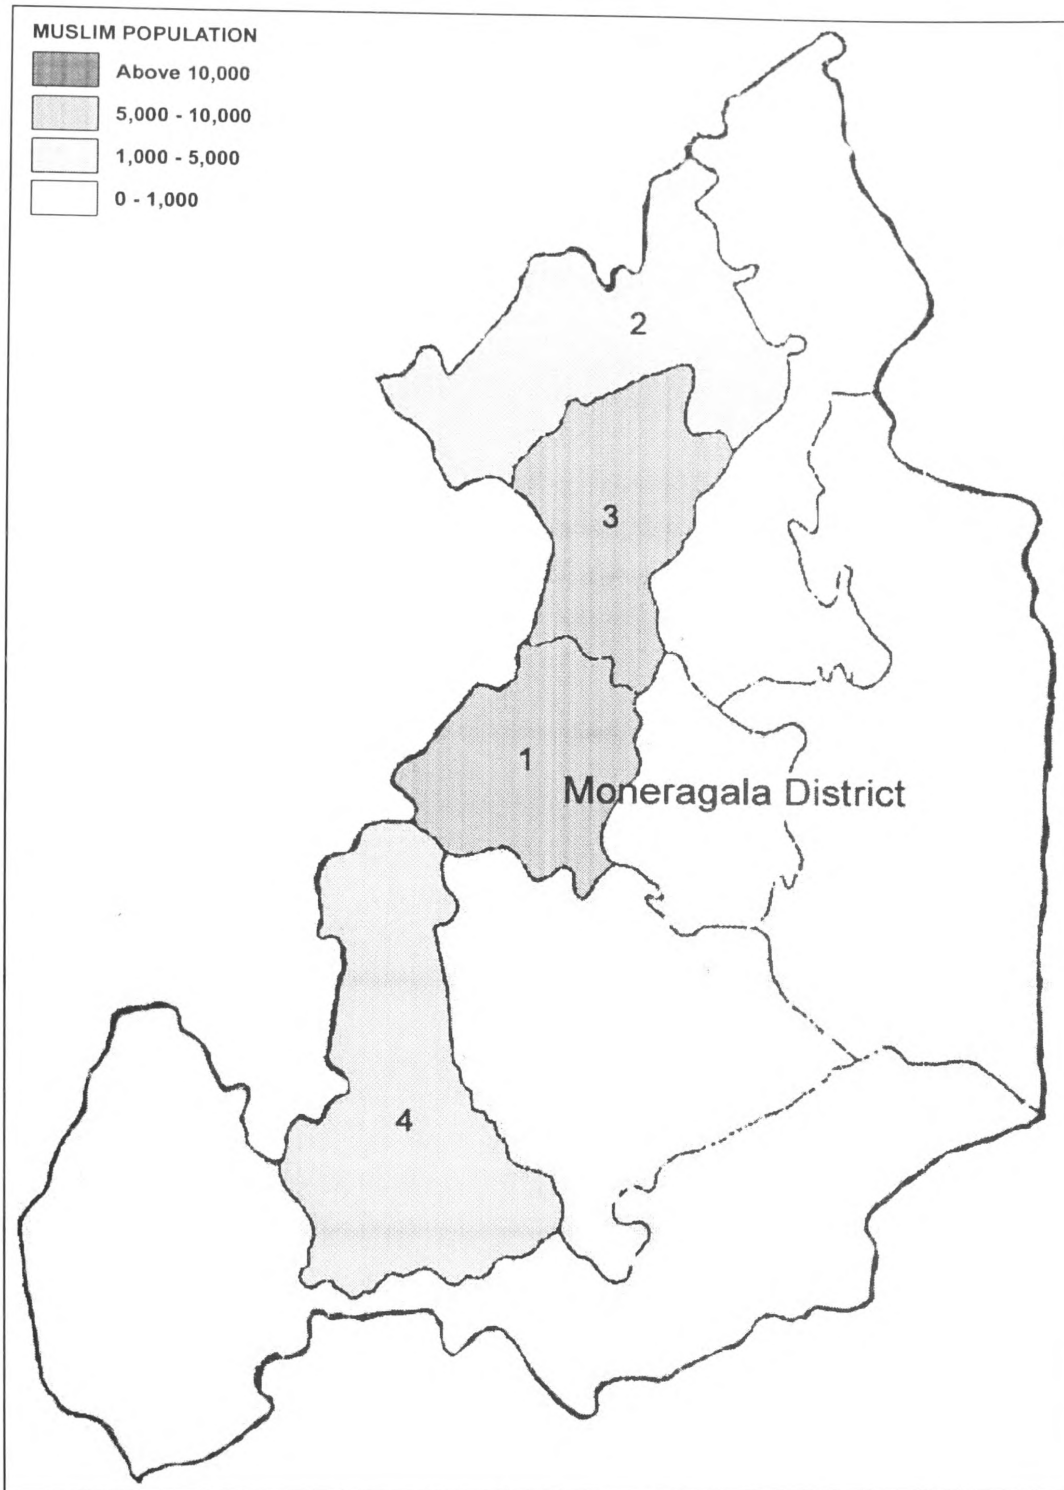 MUSLIM POPULATION
Above 10,000
5,000 - 10,000
1,000 - 5,000
0 - 1,000
2
3
1
Moneragala District
4